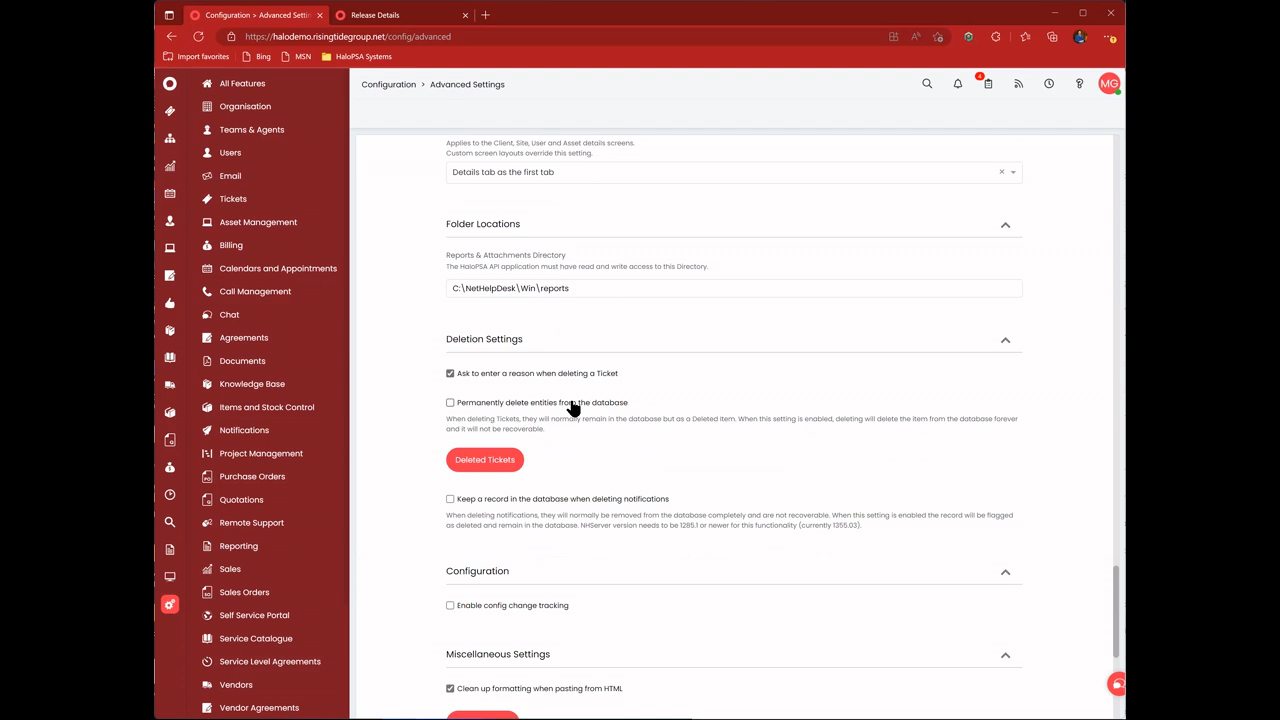 Configuration > Advanced Setti
Release Details
https://halodemo.risingtidegroup.net/config/advanced
Import favorites
Bing
MSN
HaloPSA Systems
All Features
Organisation
Teams & Agents
Users
Email
Tickets
Asset Management
Billing
Calendars and Appointments
Call Management
Chat
Agreements
Documents
Knowledge Base
Items and Stock Control
Notifications
Project Management
Purchase Orders
Quotations
Remote Support
Reporting
Sales
Sales Orders
Self Service Portal
Service Catalogue
Service Level Agreements
Vendors
Vendor Agreements
Configuration > Advanced Settings
4
MG
Applies to the Client, Site, User and Asset details screens.
Custom screen layouts override this setting.
Details tab as the first tab
Folder Locations
Reports & Attachments Directory
The HaloPSA API application must have read and write access to this Directory.
C:\NetHelpDesk\Win\reports
Deletion Settings
Ask to enter a reason when deleting a Ticket
Permanently delete entities from the database
When deleting Tickets, they will normally remain in the database but as a Deleted item. When this setting is enabled, deleting will delete the item from the database forever
and it will not be recoverable.
Deleted Tickets
Keep a record in the database when deleting notifications
When deleting notifications, they will normally be removed from the database completely and are not recoverable. When this setting is enabled the record will be flagged
as deleted and remain in the database. NHServer version needs to be 1285.1 or newer for this functionality (currently 1355.03).
Configuration
Enable config change tracking
Miscellaneous Settings
Clean up formatting when pasting from HTML